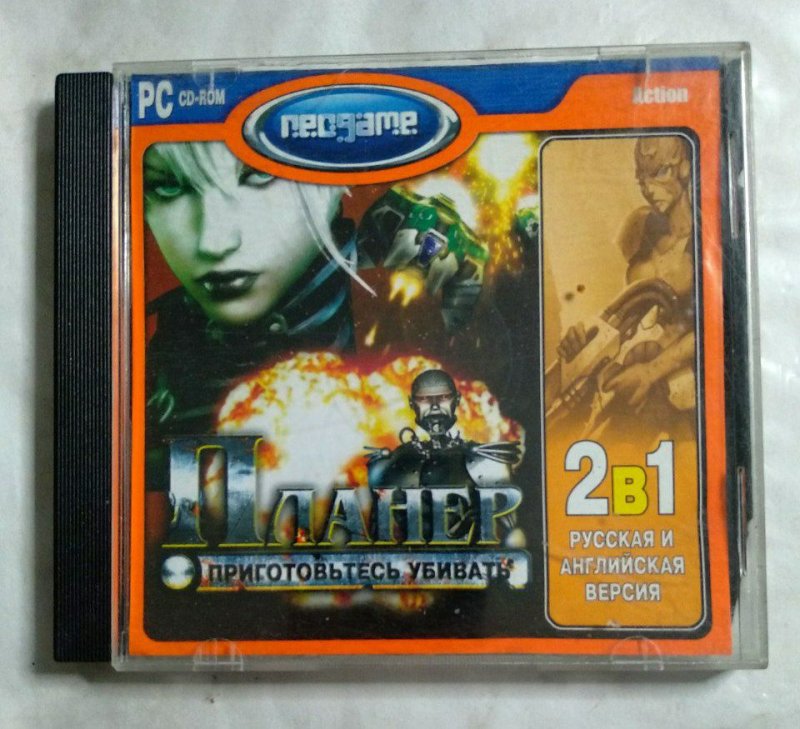 PC CD-ROM
neogame
Action
Планер
ПРИГОТОВЬТЕСЬ УБИВАТЬ
2в1
РУССКАЯ И
АНГЛИЙСКАЯ
ВЕРСИЯ